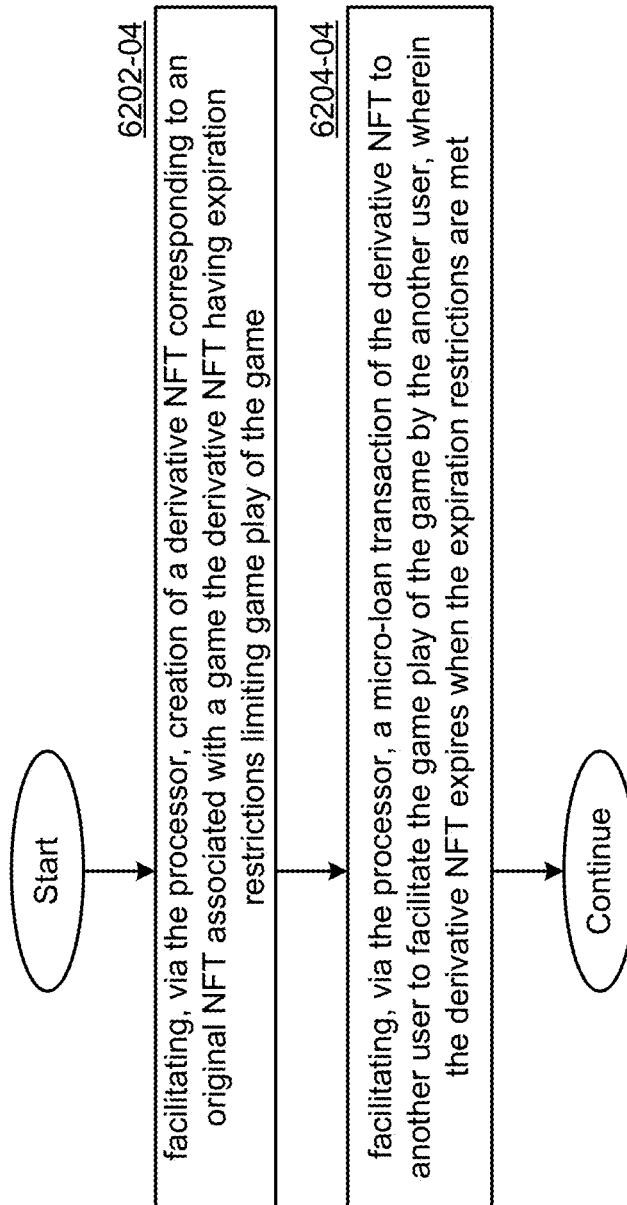 Start
6202-04
facilitating, via the processor, creation of a derivative NFT corresponding to an
original NFT associated with a game the derivative NFT having expiration
restrictions limiting game play of the game
6204-04
facilitating, via the processor, a micro-loan transaction of the derivative NFT to
another user to facilitate the game play of the game by the another user, wherein
the derivative NFT expires when the expiration restrictions are met
Continue